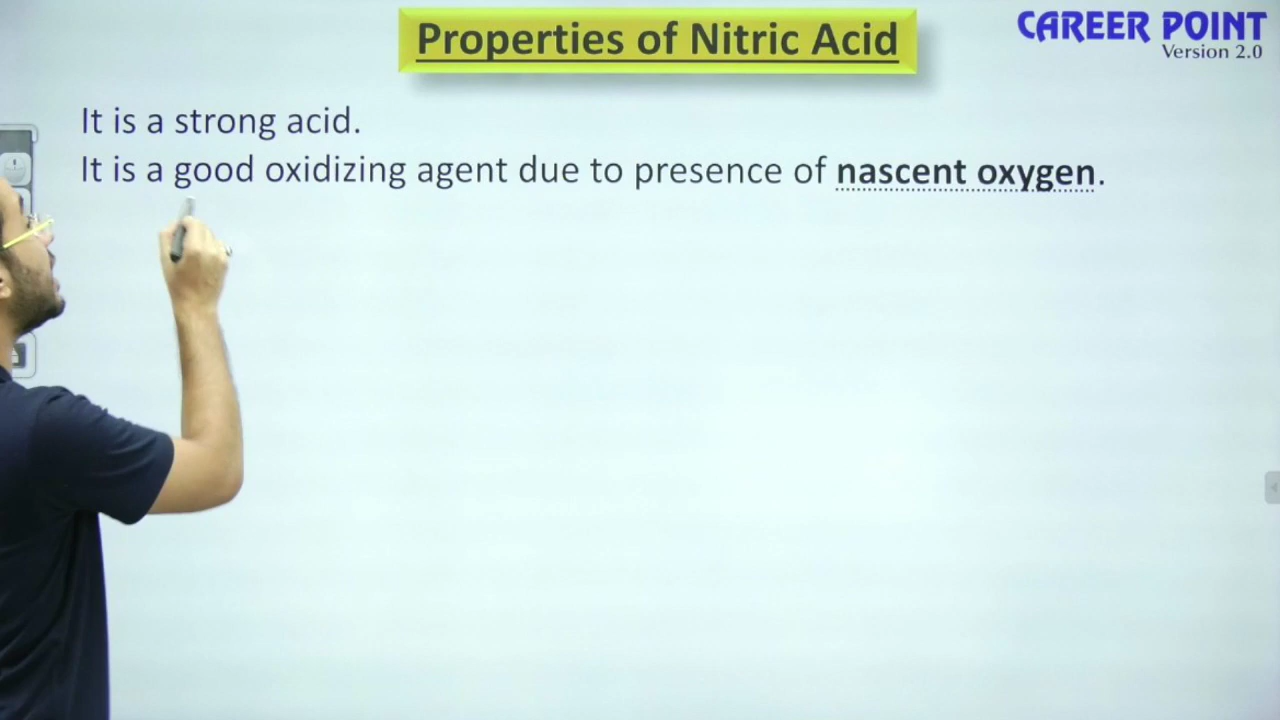 Properties of Nitric Acid
CAREER POINT
Version 2.0
It is a strong acid.
It is a good oxidizing agent due to presence of nascent oxygen.